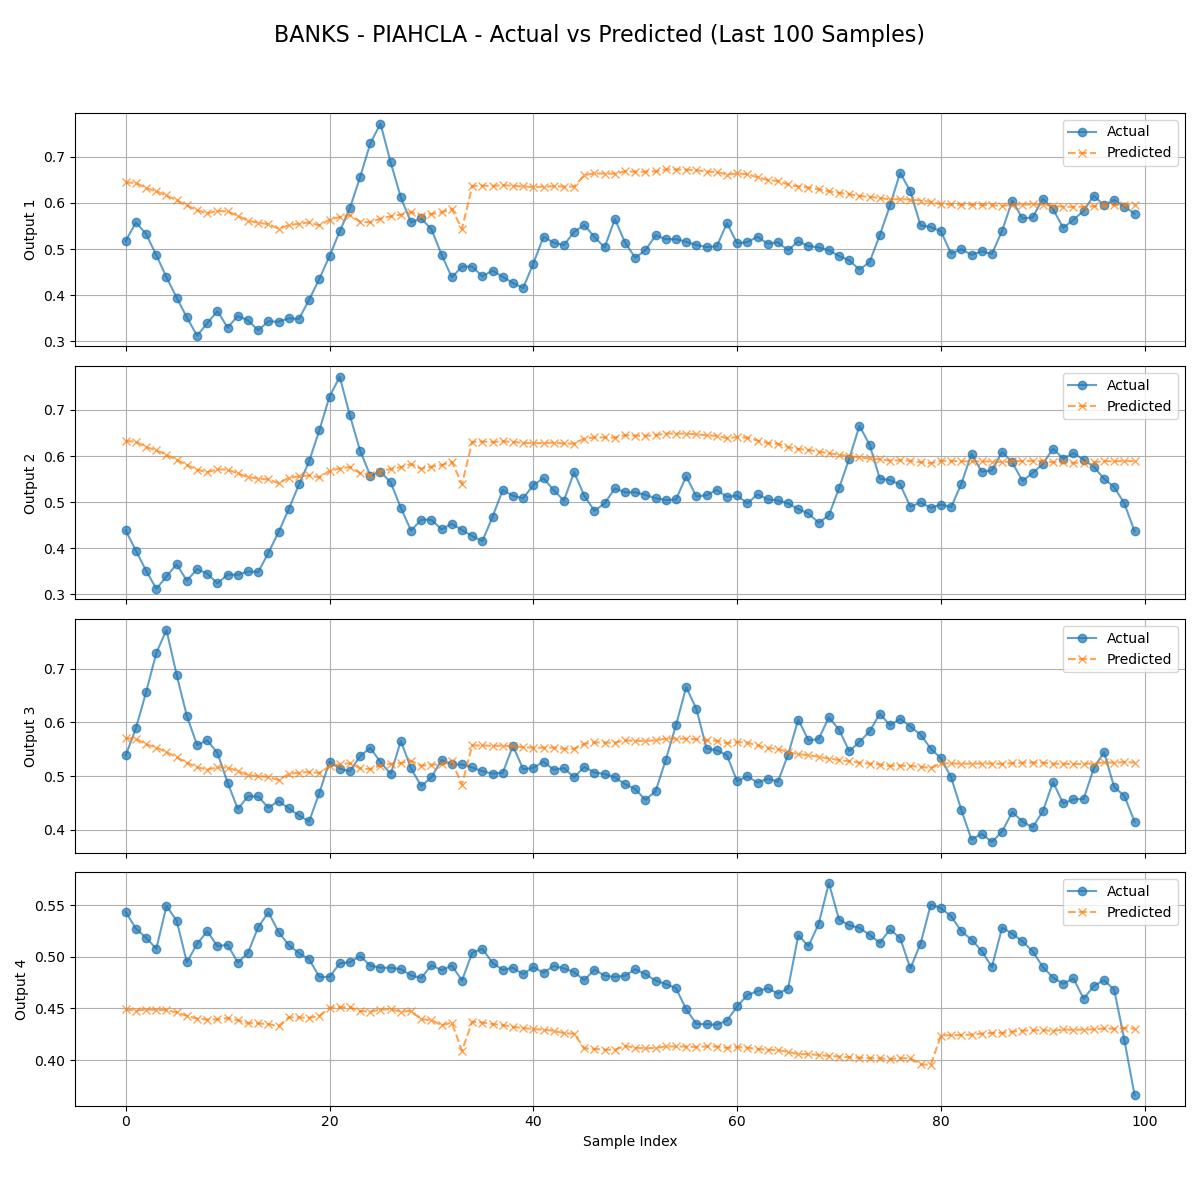 BANKS - PIAHCLA - Actual vs Predicted (Last 100 Samples)
Output 1
0.7
0.6
0.5
0.4
0.3
Actual
Predicted
Output 2
0.7
0.6
0.5
0.4
0.3
Actual
Predicted
Output 3
0.7
0.6
0.5
0.4
Actual
Predicted
Output 4
0.55
0.50
0.45
0.40
Actual
Predicted
0 20 40 60 80 100
Sample Index